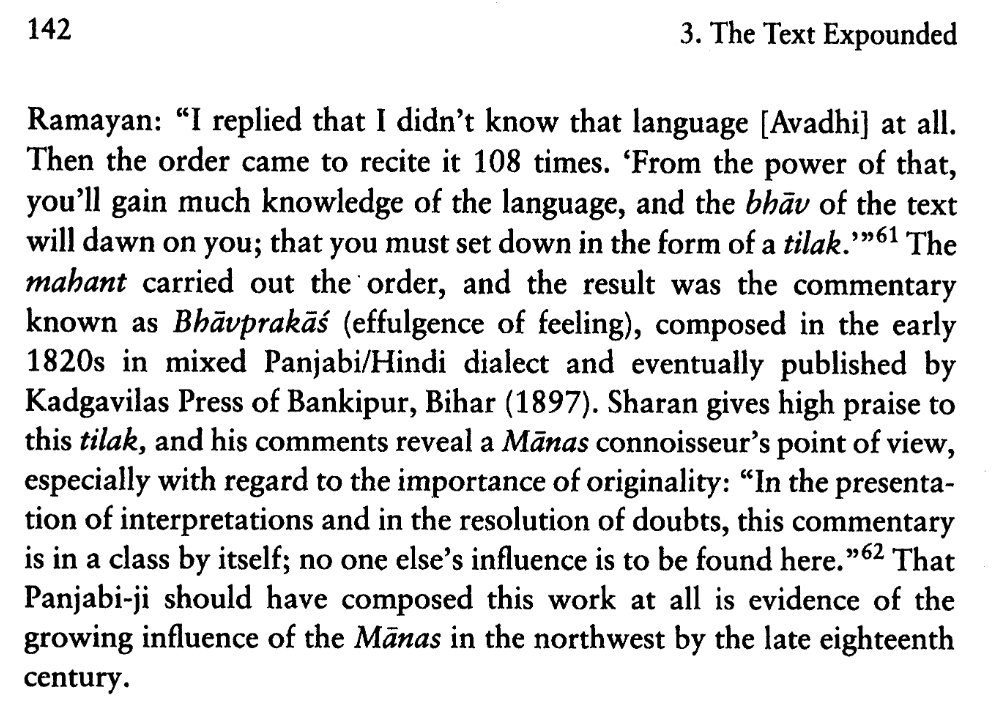 142
3. The Text Expounded
Ramayan: “I replied that I didn’t know that language [Avadhi] at all.
Then the order came to recite it 108 times. ‘From the power of that,
you’ll gain much knowledge of the language, and the bhāv of the text
will dawn on you; that you must set down in the form of a tilak.’”61 The
mahant carried out the order, and the result was the commentary
known as Bhāvprakāś (effulgence of feeling), composed in the early
1820s in mixed Panjabi/Hindi dialect and eventually published by
Kadgavilas Press of Bankipur, Bihar (1897). Sharan gives high praise to
this tilak, and his comments reveal a Mānas connoisseur’s point of view,
especially with regard to the importance of originality: “In the presenta-
tion of interpretations and in the resolution of doubts, this commentary
is in a class by itself; no one else’s influence is to be found here.”62 That
Panjabi-ji should have composed this work at all is evidence of the
growing influence of the Mānas in the northwest by the late eighteenth
century.